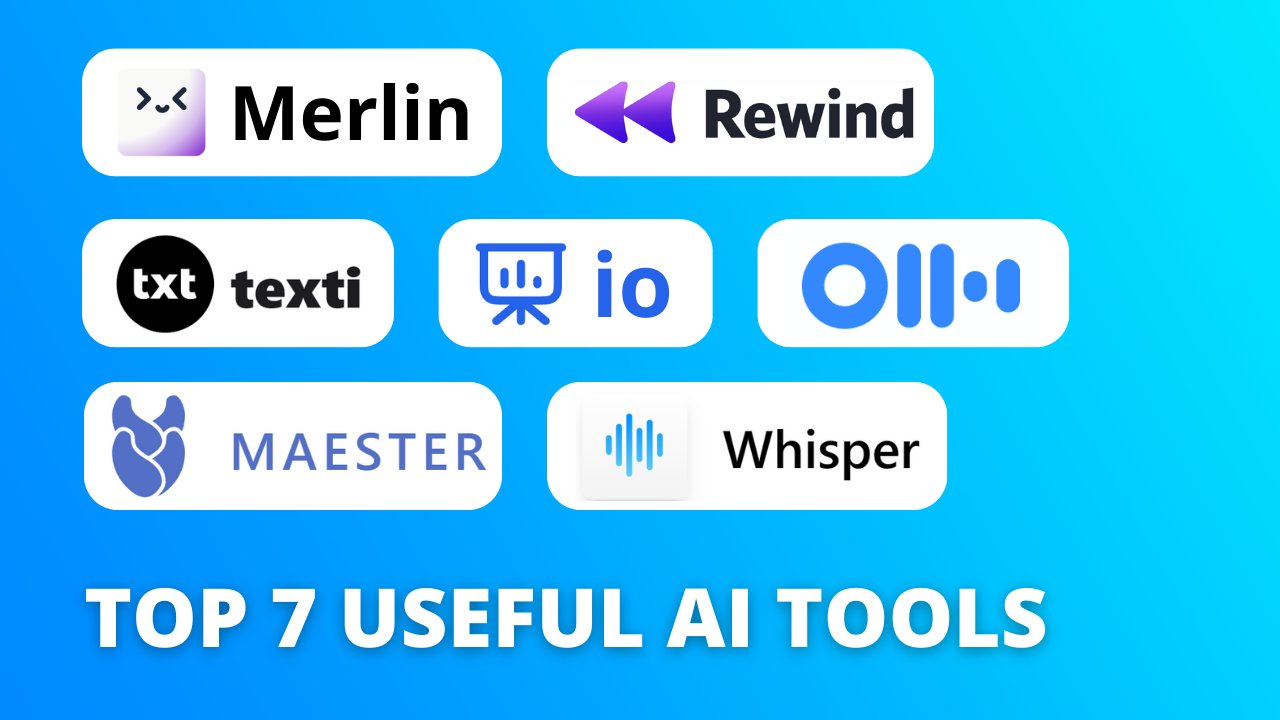 Merlin
Rewind
txt texti
io
MAESTER
Whisper
TOP 7 USEFUL AI TOOLS